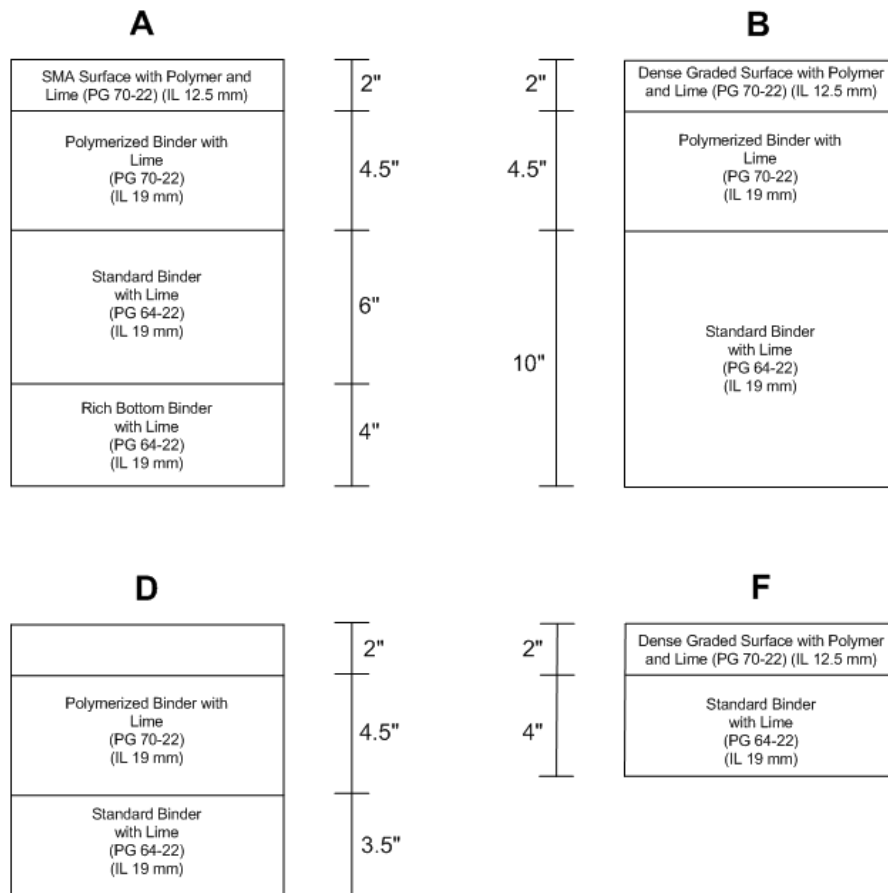 A
SMA Surface with Polymer and
Lime (PG 70-22) (IL 12.5 mm)
2"
Polymerized Binder with
Lime
(PG 70-22)
(IL 19 mm)
4.5"
Standard Binder
with Lime
(PG 64-22)
(IL 19 mm)
6"
Rich Bottom Binder
with Lime
(PG 64-22)
(IL 19 mm)
4"
B
2"
Dense Graded Surface with Polymer
and Lime (PG 70-22) (IL 12.5 mm)
4.5"
Polymerized Binder with
Lime
(PG 70-22)
(IL 19 mm)
10"
Standard Binder
with Lime
(PG 64-22)
(IL 19 mm)
D
2"
Polymerized Binder with
Lime
(PG 70-22)
(IL 19 mm)
4.5"
Standard Binder
with Lime
(PG 64-22)
(IL 19 mm)
3.5"
F
2"
Dense Graded Surface with Polymer
and Lime (PG 70-22) (IL 12.5 mm)
4"
Standard Binder
with Lime
(PG 64-22)
(IL 19 mm)